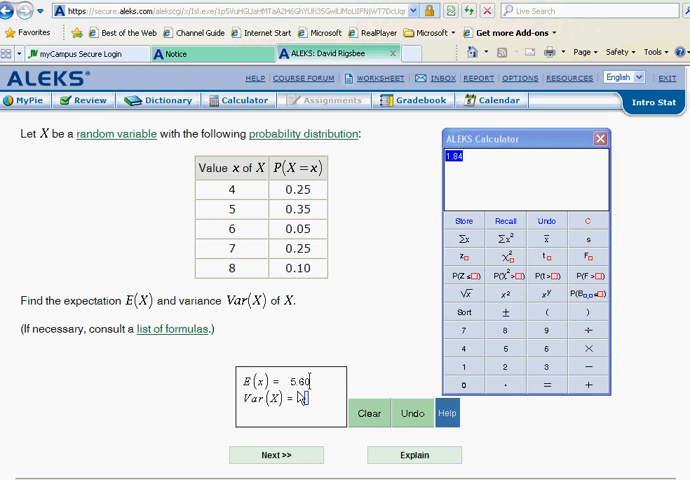 https://secure.aleks.com/alekscgi/x/Isl.exe/
Live Search
Favorites Best of the Web Channel Guide Internet Start Microsoft RealPlayer Microsoft Get more Add-ons
myCampus Secure Login Notice ALEKS: David Rigsbee Page Safety Tools
ALEKS® HELP COURSE FORUM WORKSHEET INBOX REPORT OPTIONS RESOURCES English EXIT
MyPie Review Dictionary Calculator Assignments Gradebook Calendar Intro Stat
Let X be a random variable with the following probability distribution:
Value x of X P(X = x)
4 0.25
5 0.35
6 0.05
7 0.25
8 0.10
Find the expectation E(X) and variance Var(X) of X.
(If necessary, consult a list of formulas.)
E(x) = 5.60
Var(X) =
Clear Undo Help
Next >> Explain
ALEKS Calculator
1.84
Store Recall Undo C
Σx Σx² x̄ s
z□ χ²□ t□ F□
P(Z ≤□) P(χ²>□) P(t>□) P(F>□)
√x x² xʸ P(B□,□≤□)
Sort ± ( )
7 8 9 ÷
4 5 6 ×
1 2 3 −
0 . = +